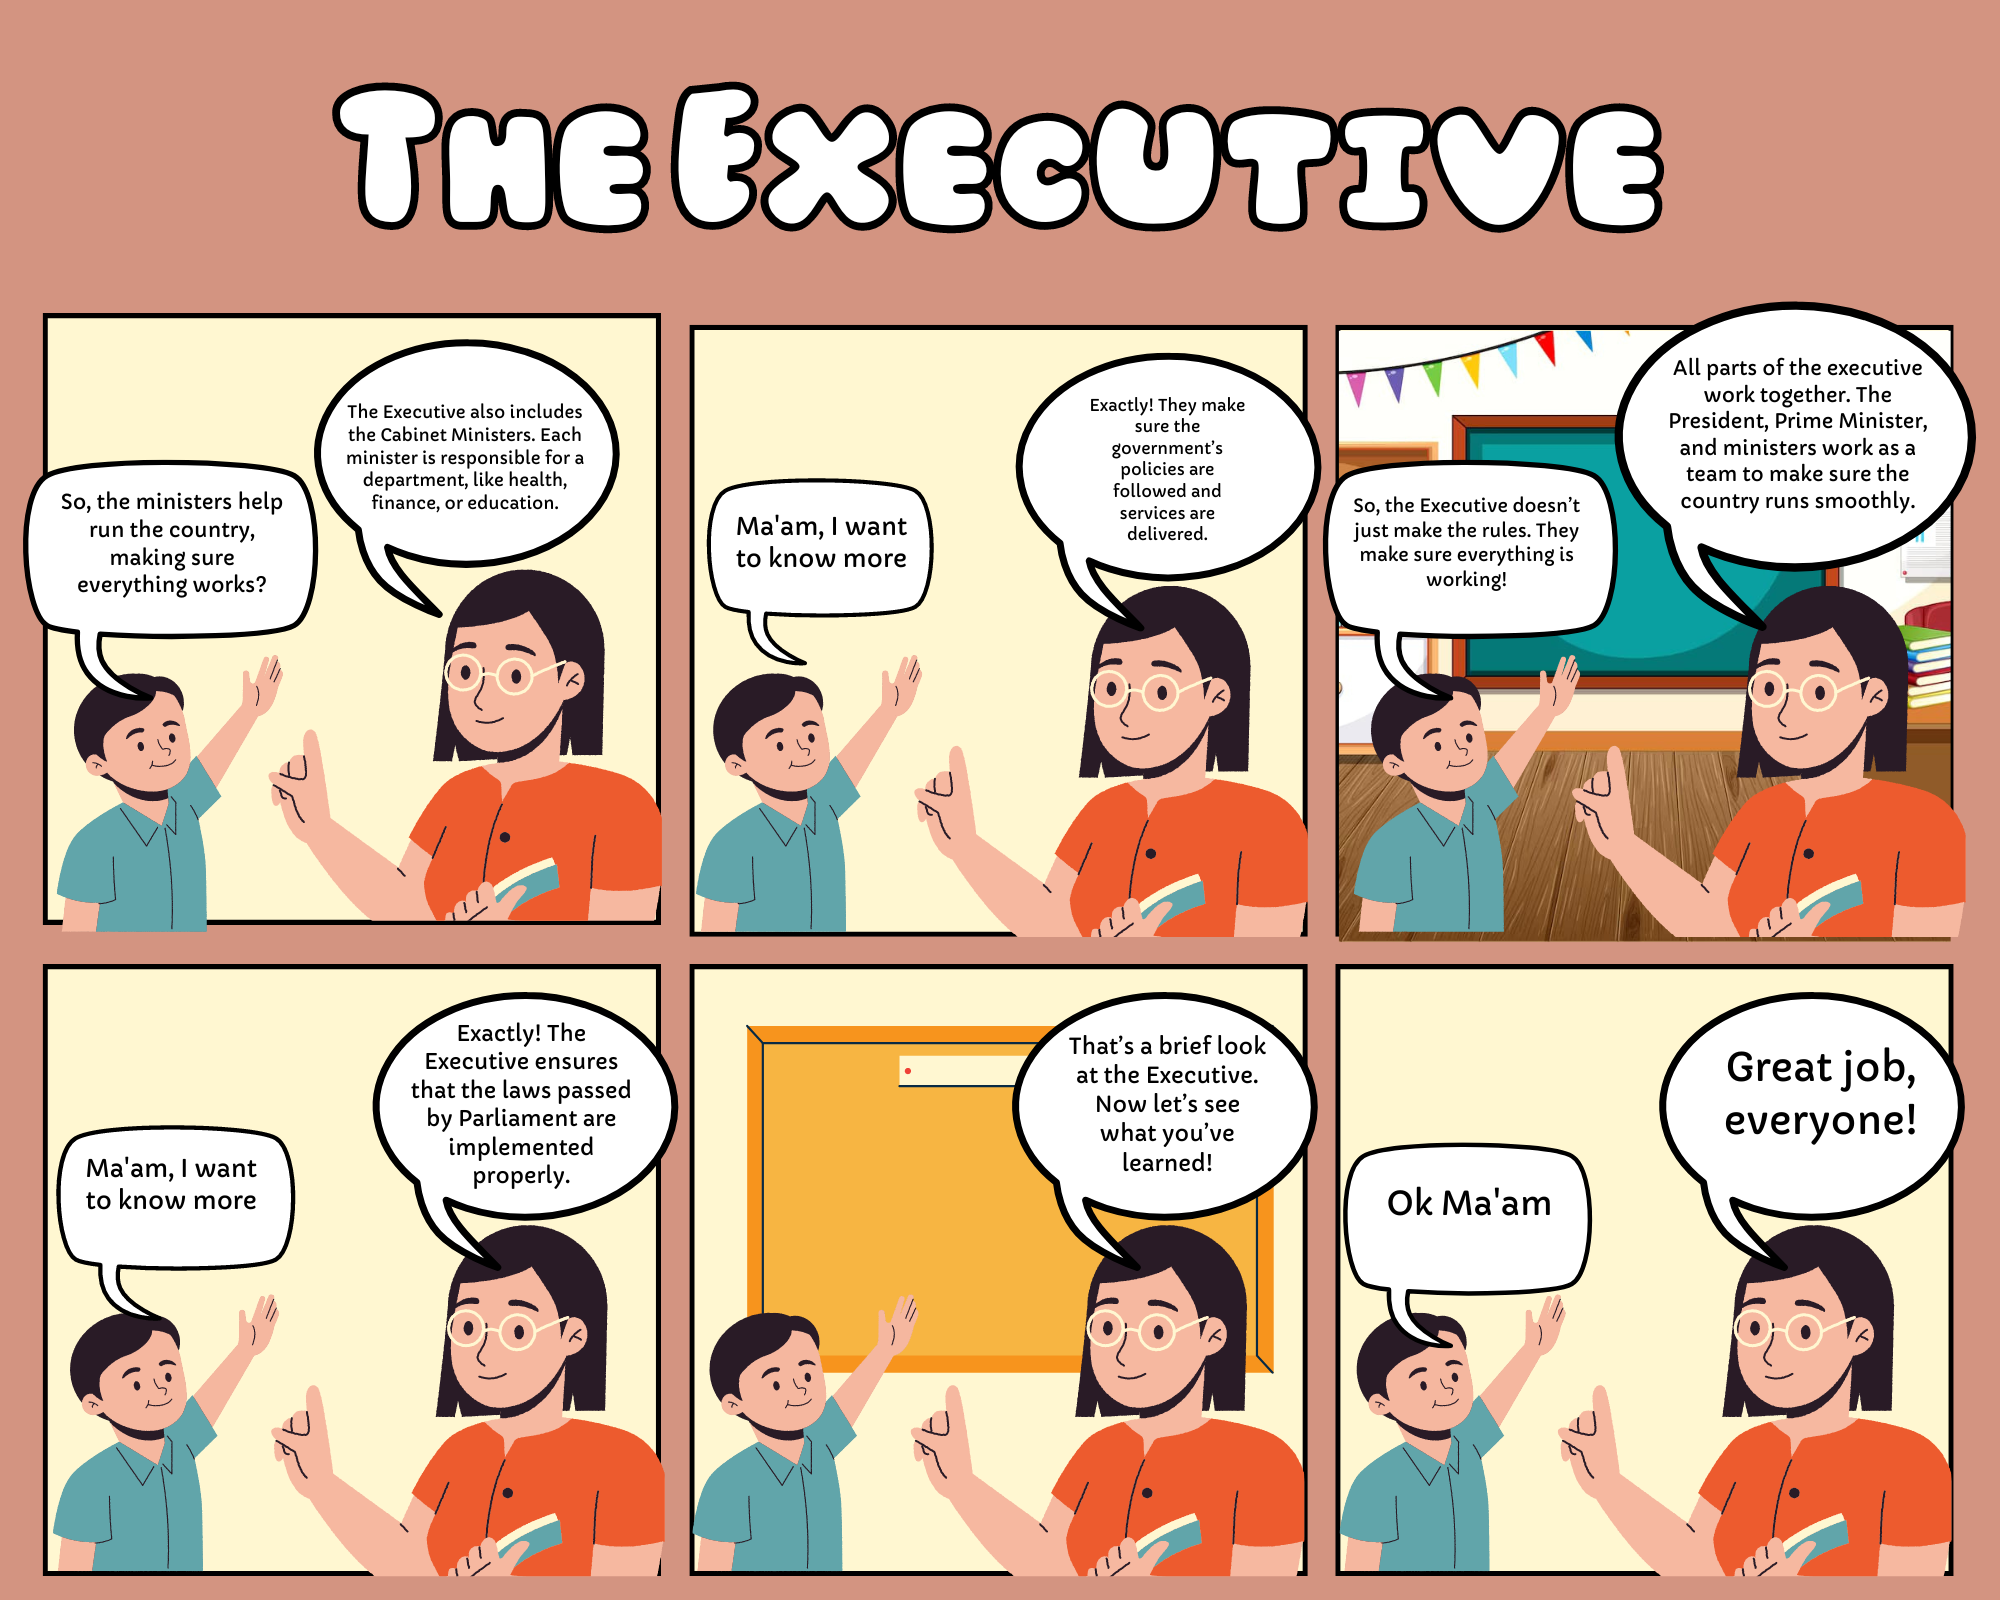 THE EXECUTIVE
So, the ministers help
run the country,
making sure
everything works?
The Executive also includes
the Cabinet Ministers. Each
minister is responsible for a
department, like health,
finance, or education.
Ma'am, I want
to know more
Exactly! They make
sure the
government's
policies are
followed and
services are
delivered.
So, the Executive doesn't
just make the rules. They
make sure everything is
working!
All parts of the executive
work together. The
President, Prime Minister,
and ministers work as a
team to make sure the
country runs smoothly.
Ma'am, I want
to know more
Exactly! The
Executive ensures
that the laws passed
by Parliament are
implemented
properly.
That's a brief look
at the Executive.
Now let's see
what you've
learned!
Ok Ma'am
Great job,
everyone!